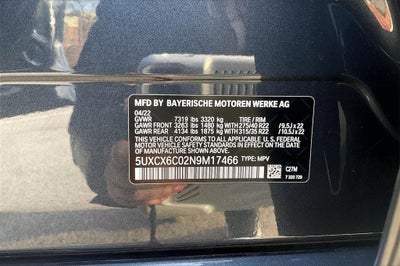 MFD BY BAYERISCHE MOTOREN WERKE AG
04/22
GVWR 7319 lbs 3320 kg TIRE / RIM
GAWR FRONT 3263 lbs 1480 kg WITH 275/40 R22 / (9.5J x 22
GAWR REAR 4134 lbs 1875 kg WITH 315/35 R22 / (10.5J x 22
THIS VEHICLE CONFORMS TO ALL APPLICABLE U.S. FEDERAL
MOTOR VEHICLE SAFETY STANDARDS IN EFFECT ON THE DATE OF
MANUFACTURE SHOWN ABOVE.
5UXCX6C02N9M17466 TYPE: MPV
C27M